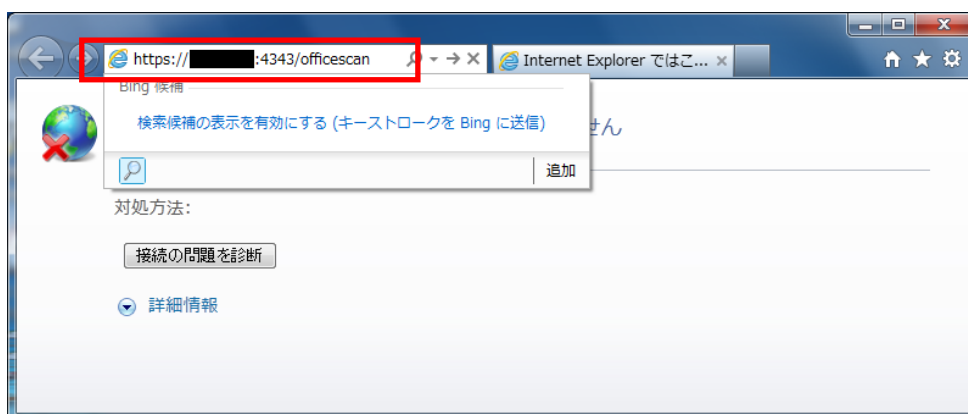 https:// :4343/officescan
Internet Explorer ではこ...
Bing 候補
検索候補の表示を有効にする (キーストロークを Bing に送信)
せん
追加
対処方法:
接続の問題を診断
詳細情報